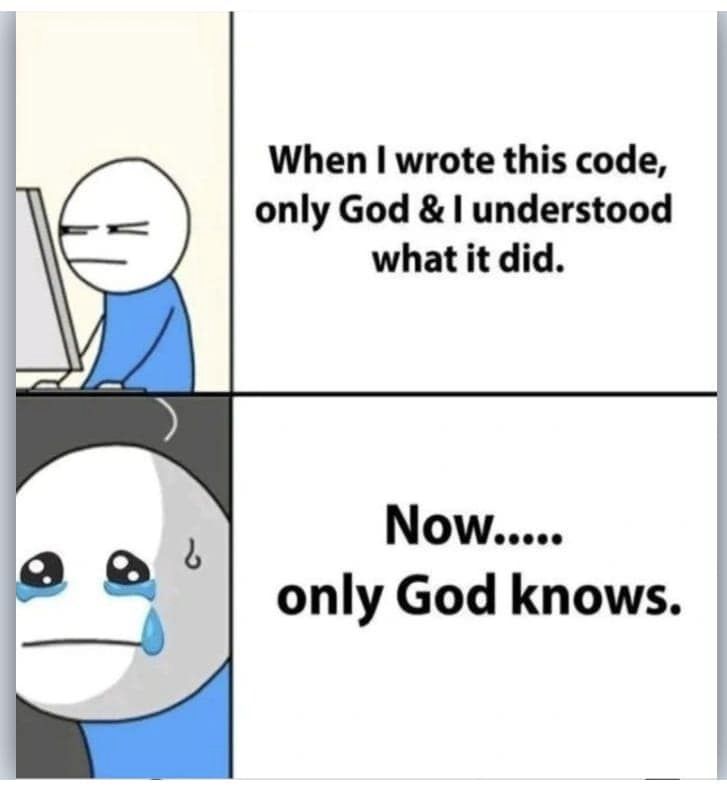 When I wrote this code,
only God & I understood
what it did.
Now.....
only God knows.